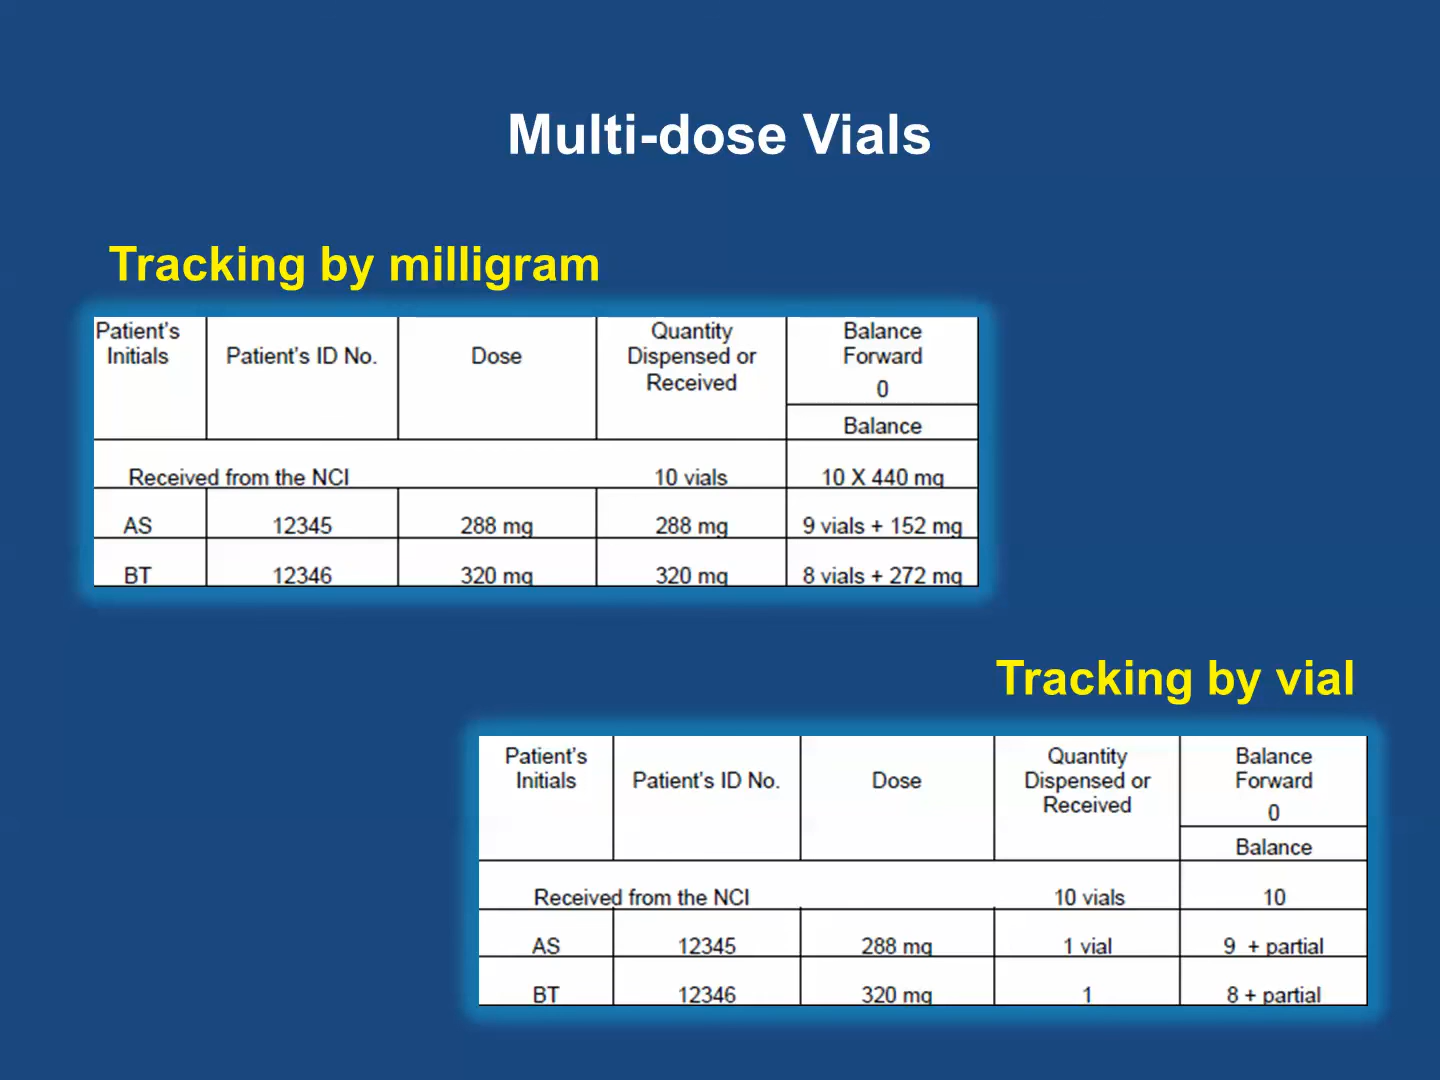 Multi-dose Vials
Tracking by milligram
Patient's Initials | Patient's ID No. | Dose | Quantity Dispensed or Received | Balance Forward 0
Balance
Received from the NCI | 10 vials | 10 X 440 mg
AS | 12345 | 288 mg | 288 mg | 9 vials + 152 mg
BT | 12346 | 320 mg | 320 mg | 8 vials + 272 mg
Tracking by vial
Patient's Initials | Patient's ID No. | Dose | Quantity Dispensed or Received | Balance Forward 0
Balance
Received from the NCI | 10 vials | 10
AS | 12345 | 288 mg | 1 vial | 9 + partial
BT | 12346 | 320 mg | 1 | 8 + partial